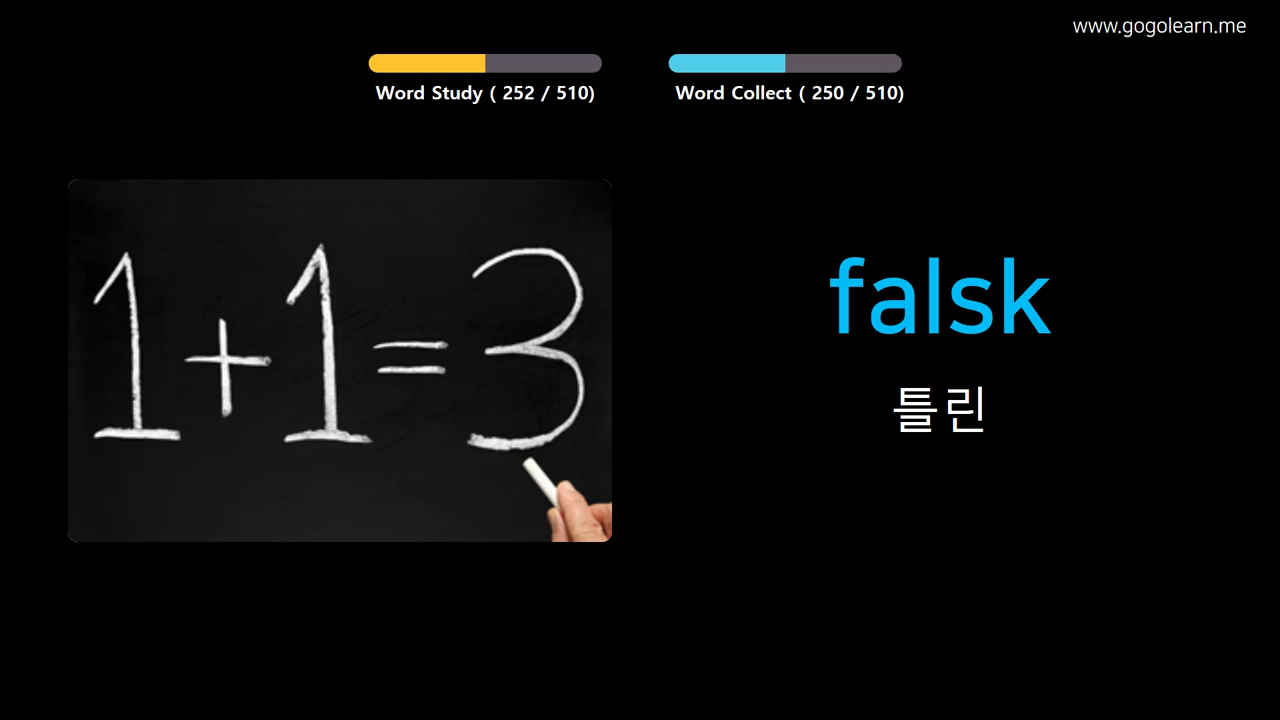 www.gogolearn.me
Word Study ( 252 / 510)
Word Collect ( 250 / 510)
1+1=3
falsk
틀린